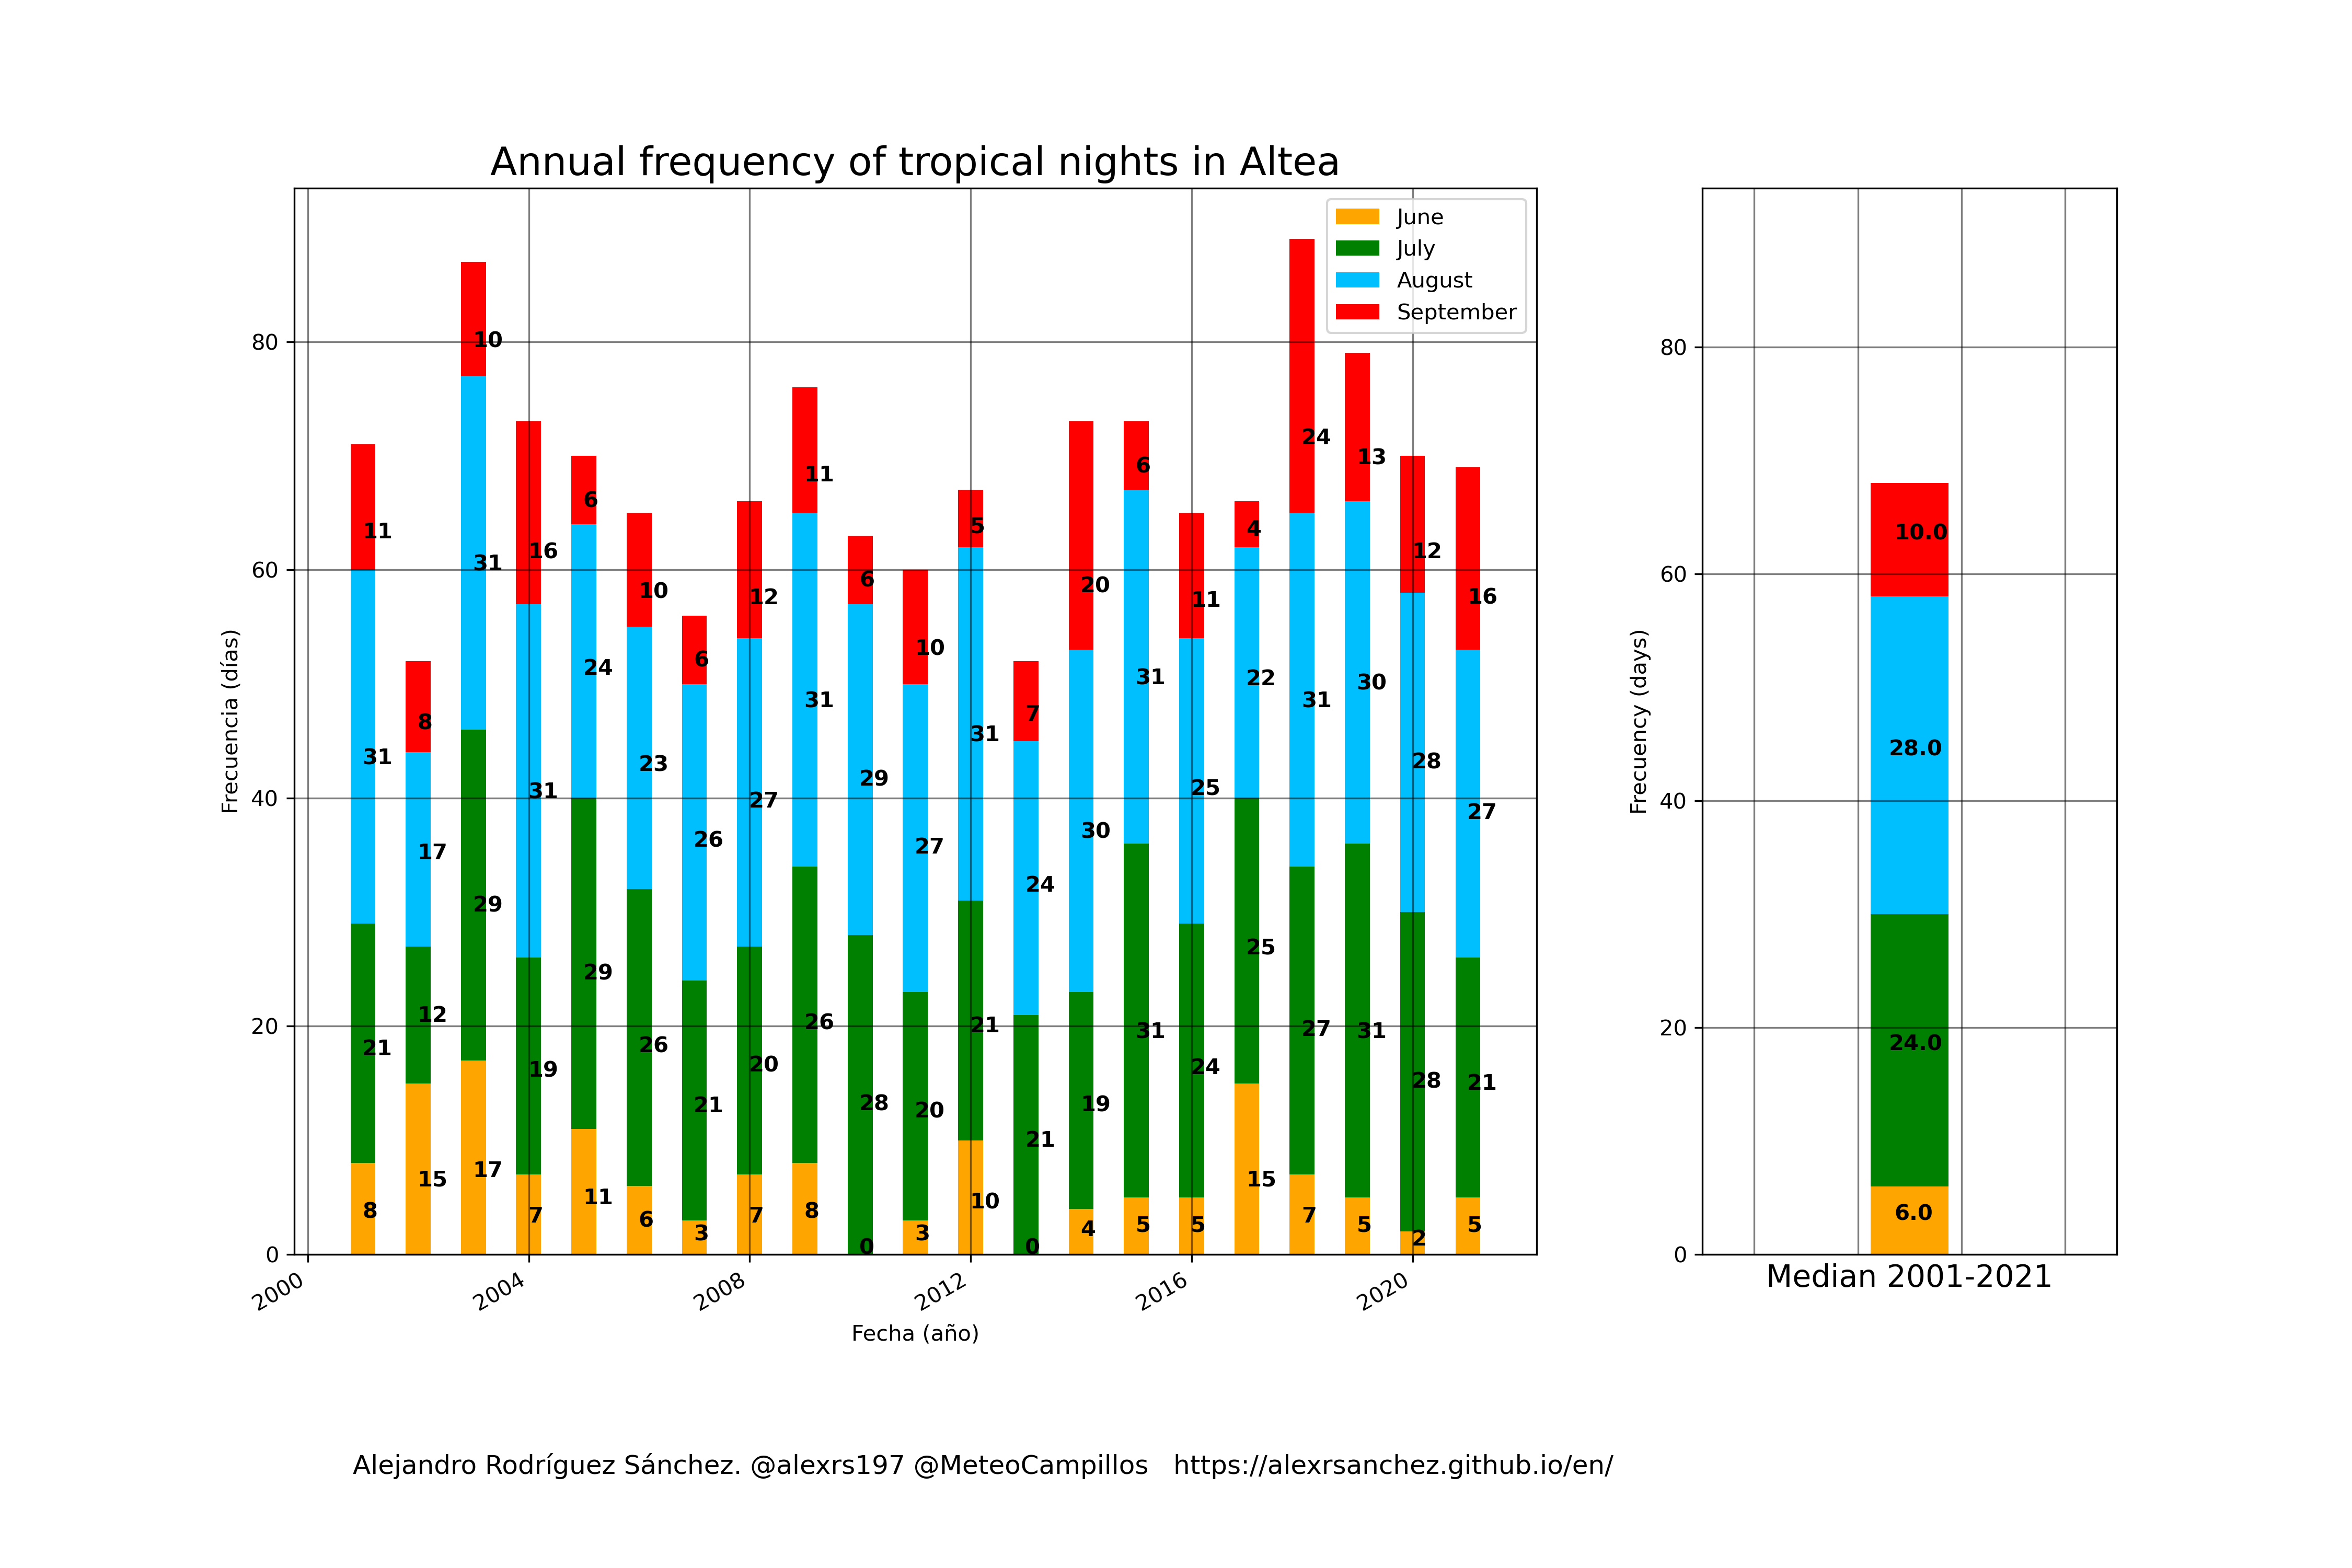 Annual frequency of tropical nights in Altea
June
July
August
September
Frecuencia (días)
80
60
40
20
0
11 31 21 8
8 17 12 15
10 31 29 17
16 31 19 7
6 24 29 11
10 23 26 6
6 26 21 3
12 27 20 7
11 31 26 8
6 29 28 0
10 27 20 3
5 31 21 10
7 24 21 0
20 30 19 4
6 31 31 5
11 25 24 5
4 22 25 15
24 31 27 7
13 30 31 5
12 28 28 2
16 27 21 5
2000 2004 2008 2012 2016 2020
Fecha (año)
Frecuency (days)
80
60
40
20
0
10.0
28.0
24.0
6.0
Median 2001-2021
Alejandro Rodríguez Sánchez. @alexrs197 @MeteoCampillos https://alexrsanchez.github.io/en/